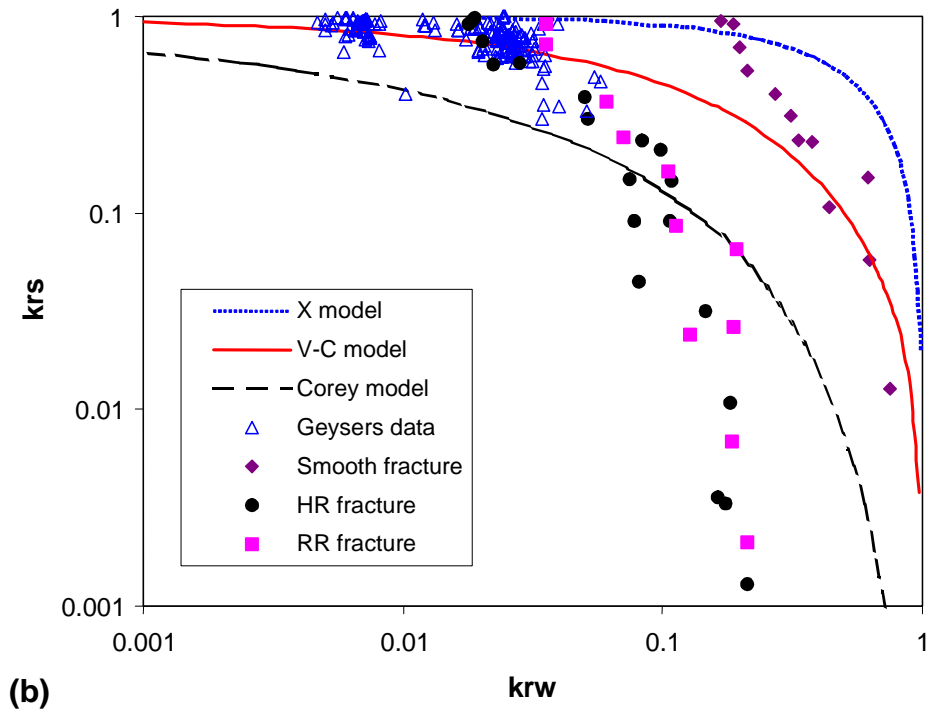 1
0.1
0.01
0.001
krs
X model
V-C model
Corey model
Geysers data
Smooth fracture
HR fracture
RR fracture
0.001 0.01 0.1 1
krw
(b)